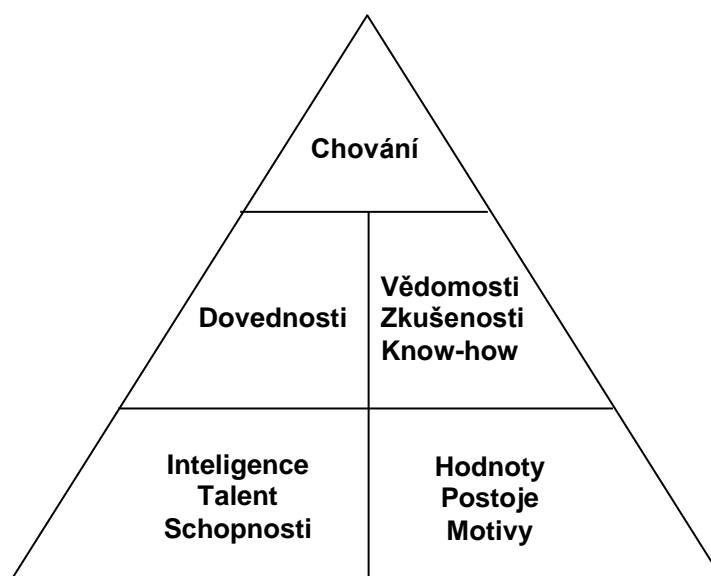 Chování
Dovednosti
Vědomosti
Zkušenosti
Know-how
Inteligence
Talent
Schopnosti
Hodnoty
Postoje
Motivy